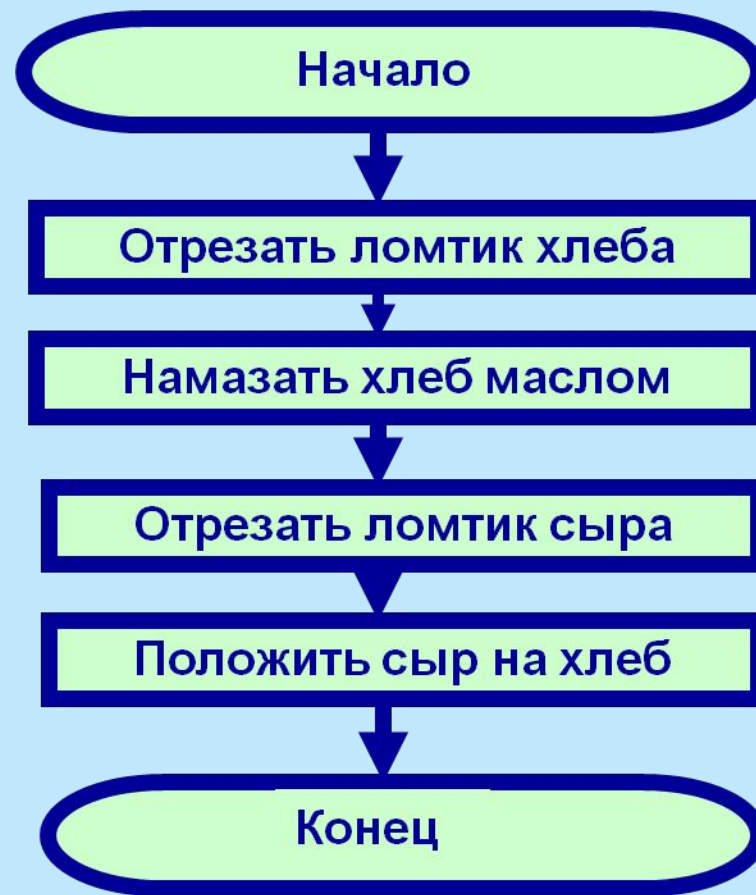 Начало
Отрезать ломтик хлеба
Намазать хлеб маслом
Отрезать ломтик сыра
Положить сыр на хлеб
Конец